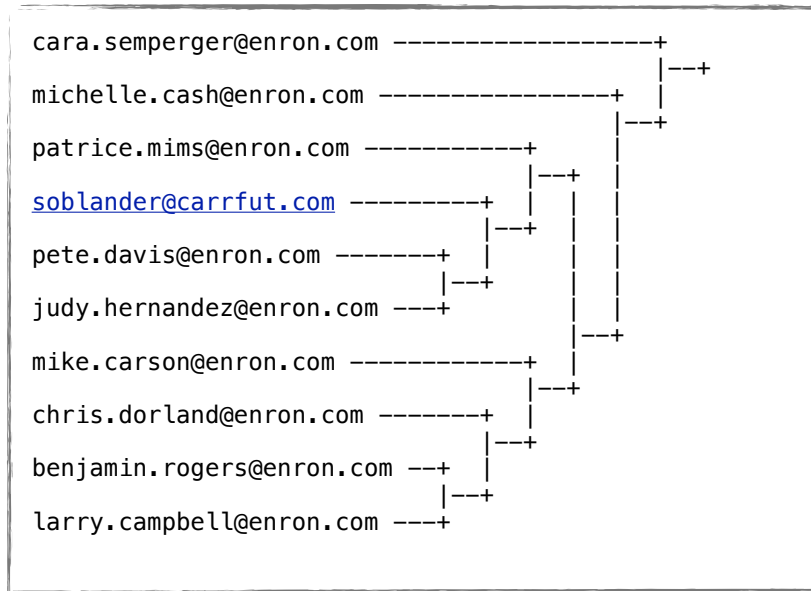 cara.semperger@enron.com
michelle.cash@enron.com
patrice.mims@enron.com
soblander@carrfut.com
pete.davis@enron.com
judy.hernandez@enron.com
mike.carson@enron.com
chris.dorland@enron.com
benjamin.rogers@enron.com
larry.campbell@enron.com